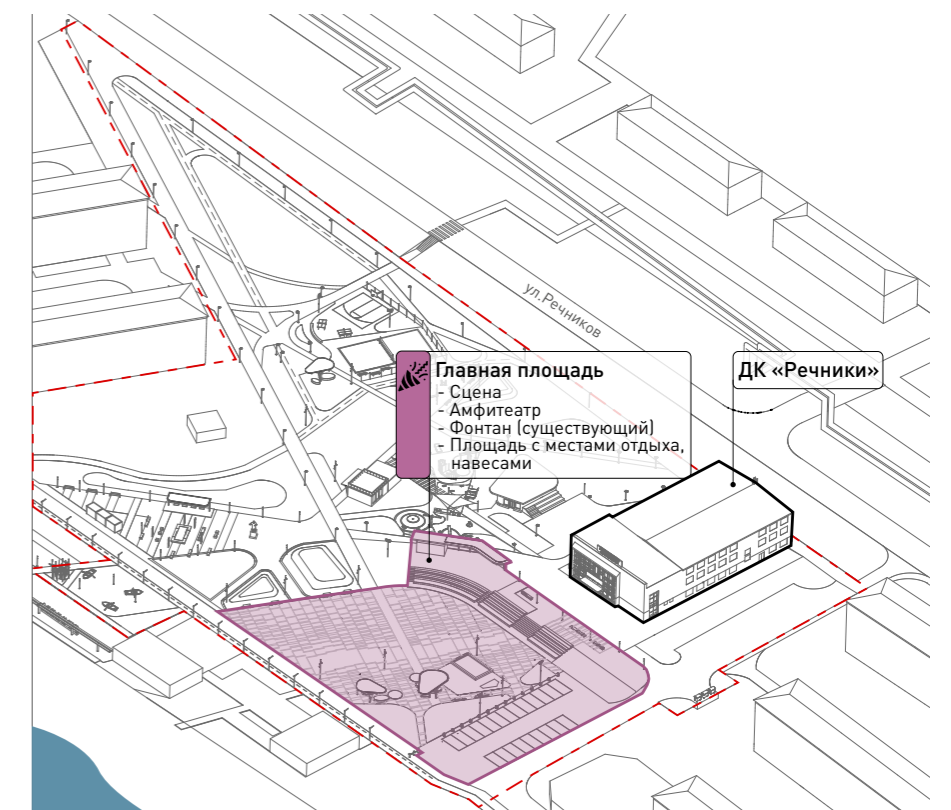 ул.Речников
Главная площадь
- Сцена
- Амфитеатр
- Фонтан (существующий)
- Площадь с местами отдыха,
навесами
ДК «Речники»